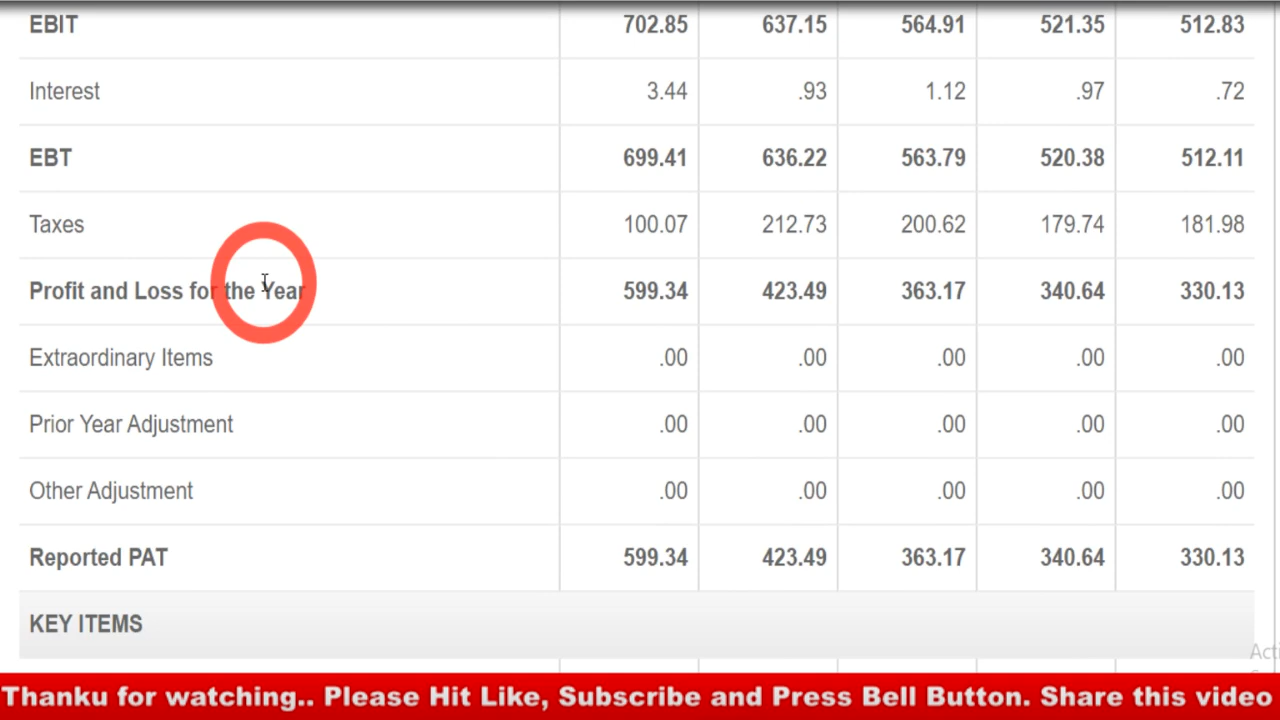 EBIT 702.85 637.15 564.91 521.35 512.83
Interest 3.44 .93 1.12 .97 .72
EBT 699.41 636.22 563.79 520.38 512.11
Taxes 100.07 212.73 200.62 179.74 181.98
Profit and Loss for the Year 599.34 423.49 363.17 340.64 330.13
Extraordinary Items .00 .00 .00 .00 .00
Prior Year Adjustment .00 .00 .00 .00 .00
Other Adjustment .00 .00 .00 .00 .00
Reported PAT 599.34 423.49 363.17 340.64 330.13
KEY ITEMS
Thanku for watching.. Please Hit Like, Subscribe and Press Bell Button. Share this video